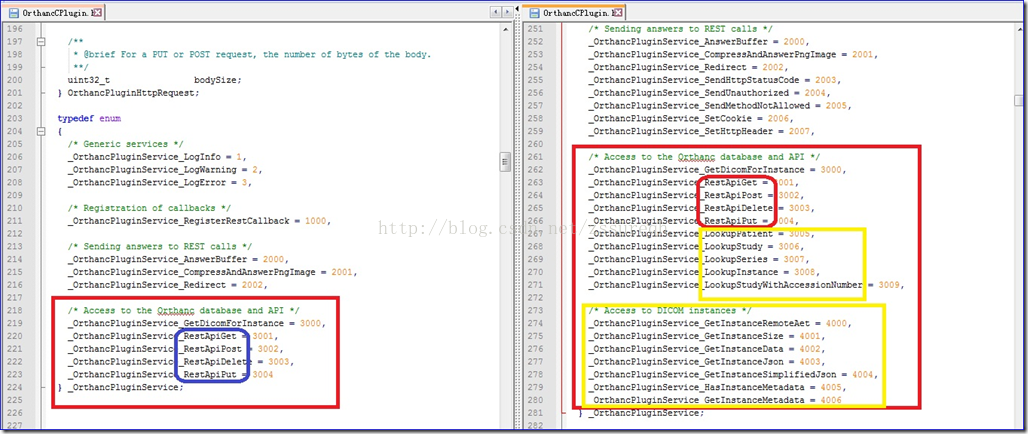 OrthancCPlugin.
196
197 /**
198 * @brief For a PUT or POST request, the number of bytes of the body.
199 **/
200 uint32_t bodySize;
201 } OrthancPluginHttpRequest;
202
203 typedef enum
204 {
205 /* Generic services */
206 _OrthancPluginService_LogInfo = 1,
207 _OrthancPluginService_LogWarning = 2,
208 _OrthancPluginService_LogError = 3,
209
210 /* Registration of callbacks */
211 _OrthancPluginService_RegisterRestCallback = 1000,
212
213 /* Sending answers to REST calls */
214 _OrthancPluginService_AnswerBuffer = 2000,
215 _OrthancPluginService_CompressAndAnswerPngImage = 2001,
216 _OrthancPluginService_Redirect = 2002,
217
218 /* Access to the Orthanc database and API */
219 _OrthancPluginService_GetDicomForInstance = 3000,
220 _OrthancPluginService_RestApiGet = 3001,
221 _OrthancPluginService_RestApiPost = 3002,
222 _OrthancPluginService_RestApiDelete = 3003,
223 _OrthancPluginService_RestApiPut = 3004
224 } _OrthancPluginService;
225
226
OrthancCPlugin.
251 /* Sending answers to REST calls */
252 _OrthancPluginService_AnswerBuffer = 2000,
253 _OrthancPluginService_CompressAndAnswerPngImage = 2001,
254 _OrthancPluginService_Redirect = 2002,
255 _OrthancPluginService_SendHttpStatusCode = 2003,
256 _OrthancPluginService_SendUnauthorized = 2004,
257 _OrthancPluginService_SendMethodNotAllowed = 2005,
258 _OrthancPluginService_SetCookie = 2006,
259 _OrthancPluginService_SetHttpHeader = 2007,
260
261 /* Access to the Orthanc database and API */
262 _OrthancPluginService_GetDicomForInstance = 3000,
263 _OrthancPluginService_RestApiGet = 3001,
264 _OrthancPluginService_RestApiPost = 3002,
265 _OrthancPluginService_RestApiDelete = 3003,
266 _OrthancPluginService_RestApiPut = 3004,
267 _OrthancPluginService_LookupPatient = 3005,
268 _OrthancPluginService_LookupStudy = 3006,
269 _OrthancPluginService_LookupSeries = 3007,
270 _OrthancPluginService_LookupInstance = 3008,
271 _OrthancPluginService_LookupStudyWithAccessionNumber = 3009,
272
273 /* Access to DICOM instances */
274 _OrthancPluginService_GetInstanceRemoteAet = 4000,
275 _OrthancPluginService_GetInstanceSize = 4001,
276 _OrthancPluginService_GetInstanceData = 4002,
277 _OrthancPluginService_GetInstanceJson = 4003,
278 _OrthancPluginService_GetInstanceSimplifiedJson = 4004,
279 _OrthancPluginService_HasInstanceMetadata = 4005,
280 _OrthancPluginService_GetInstanceMetadata = 4006
281 } _OrthancPluginService;
282